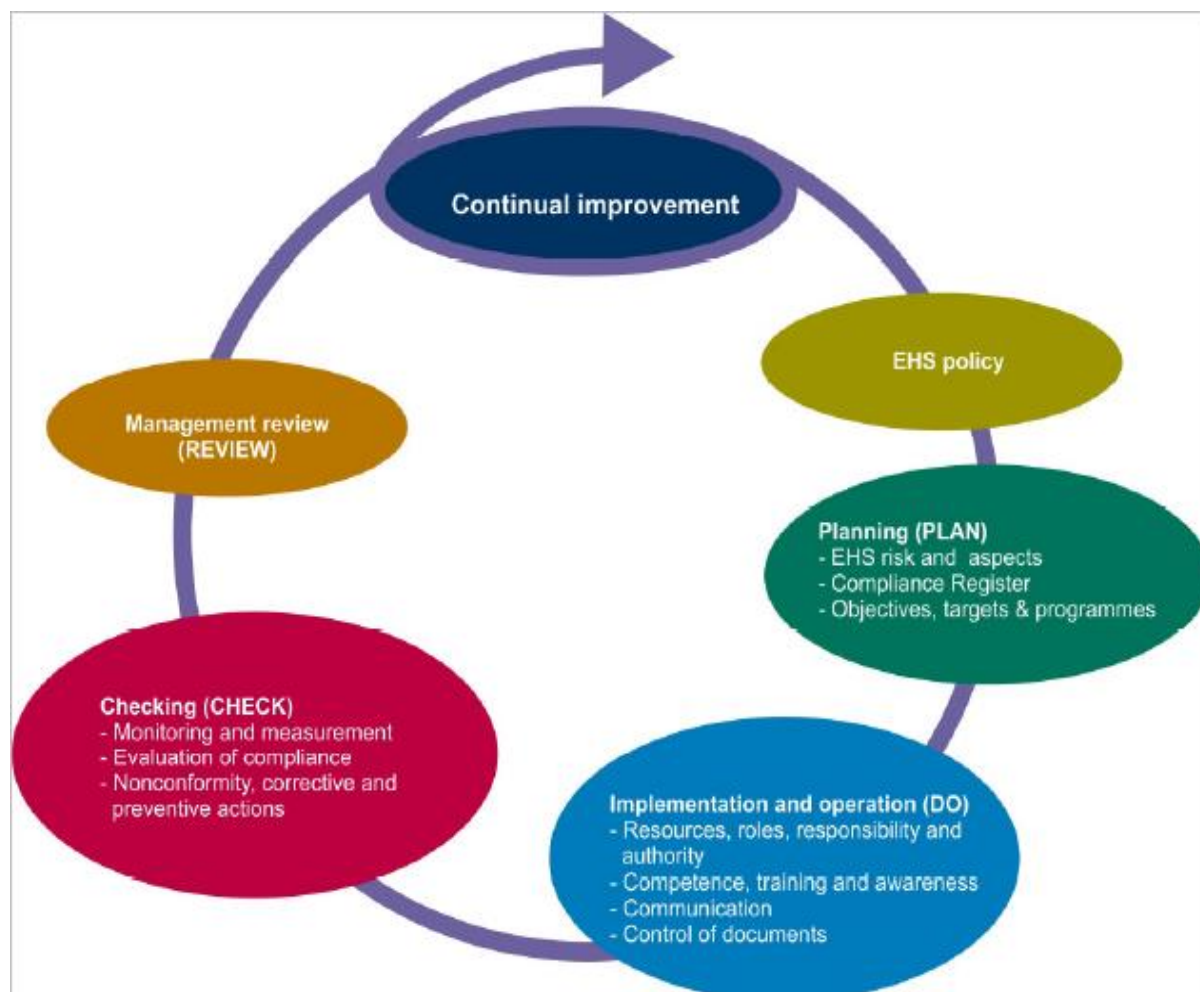 Continual improvement
EHS policy
Management review
(REVIEW)
Planning (PLAN)
- EHS risk and aspects
- Compliance Register
- Objectives, targets & programmes
Checking (CHECK)
- Monitoring and measurement
- Evaluation of compliance
- Nonconformity, corrective and
preventive actions
Implementation and operation (DO)
- Resources, roles, responsibility and
authority
- Competence, training and awareness
- Communication
- Control of documents